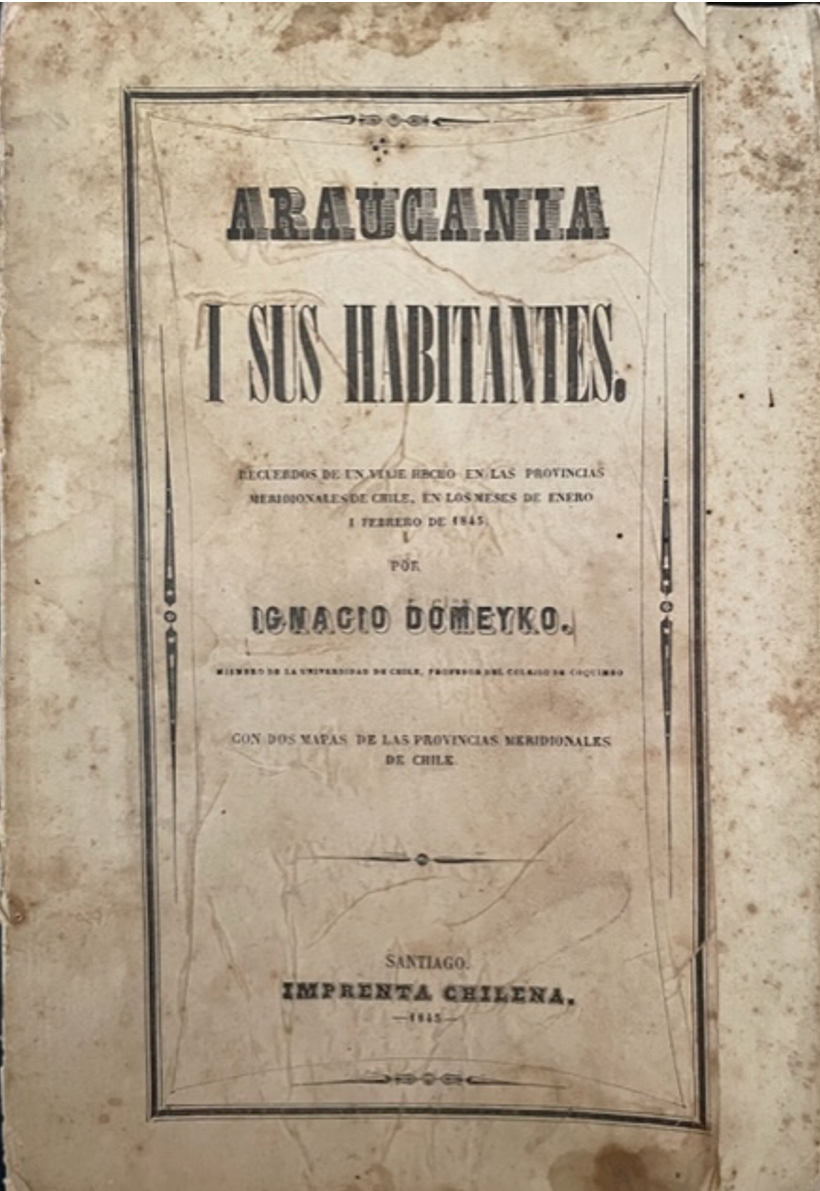 ARAUCANIA
I SUS HABITANTES.
RECUERDOS DE UN VIAJE HECHO EN LAS PROVINCIAS
MERIDIONALES DE CHILE, EN LOS MESES DE ENERO
I FEBRERO DE 1845.
POR
IGNACIO DOMEYKO.
MIEMBRO DE LA UNIVERSIDAD DE CHILE, PROFESOR DEL COLEJIO DE COQUIMBO
CON DOS MAPAS DE LAS PROVINCIAS MERIDIONALES
DE CHILE.
SANTIAGO.
IMPRENTA CHILENA.
—1845—